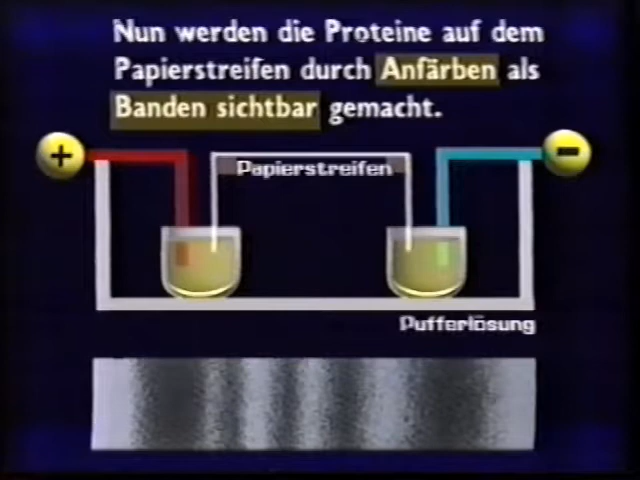 Nun werden die Proteine auf dem
Papierstreifen durch Anfärben als
Banden sichtbar gemacht.
+
-
Papierstreifen
Pufferlösung